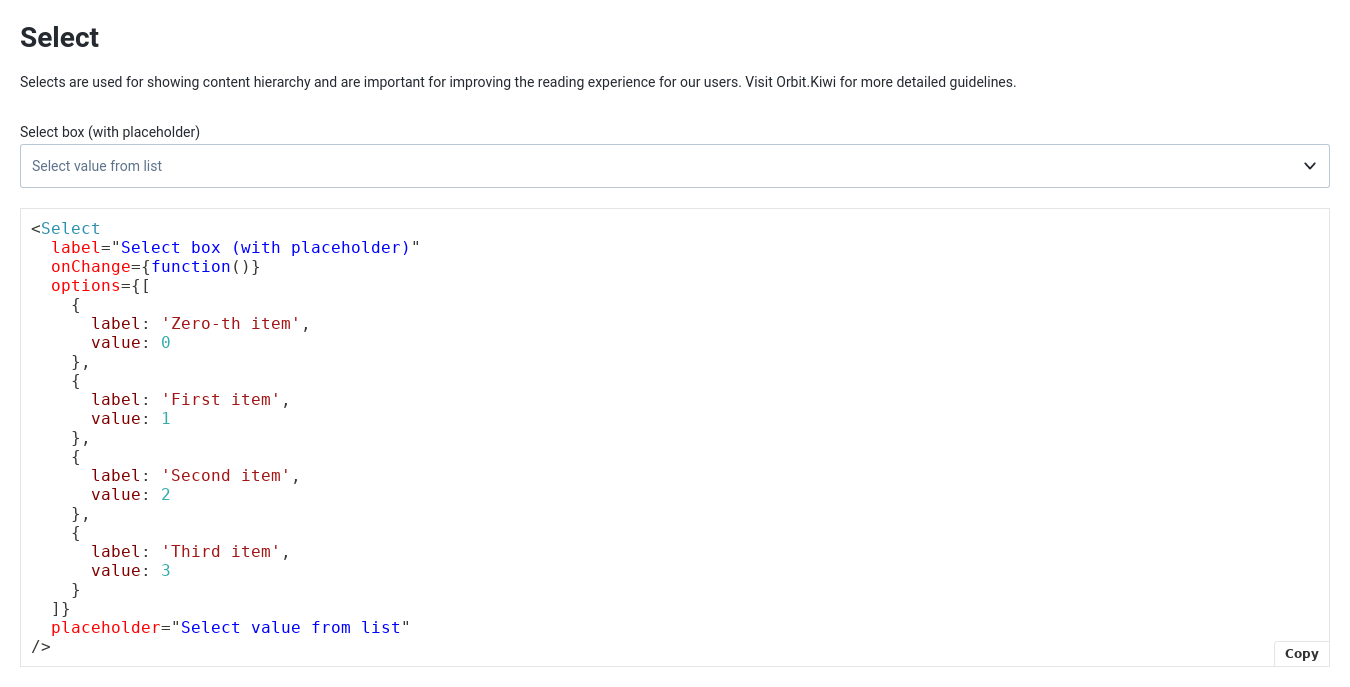 Select
Selects are used for showing content hierarchy and are important for improving the reading experience for our users. Visit Orbit.Kiwi for more detailed guidelines.
Select box (with placeholder)
Select value from list
<Select
  label="Select box (with placeholder)"
  onChange={function()}
  options={[
    {
      label: 'Zero-th item',
      value: 0
    },
    {
      label: 'First item',
      value: 1
    },
    {
      label: 'Second item',
      value: 2
    },
    {
      label: 'Third item',
      value: 3
    }
  ]}
  placeholder="Select value from list"
/>
Copy